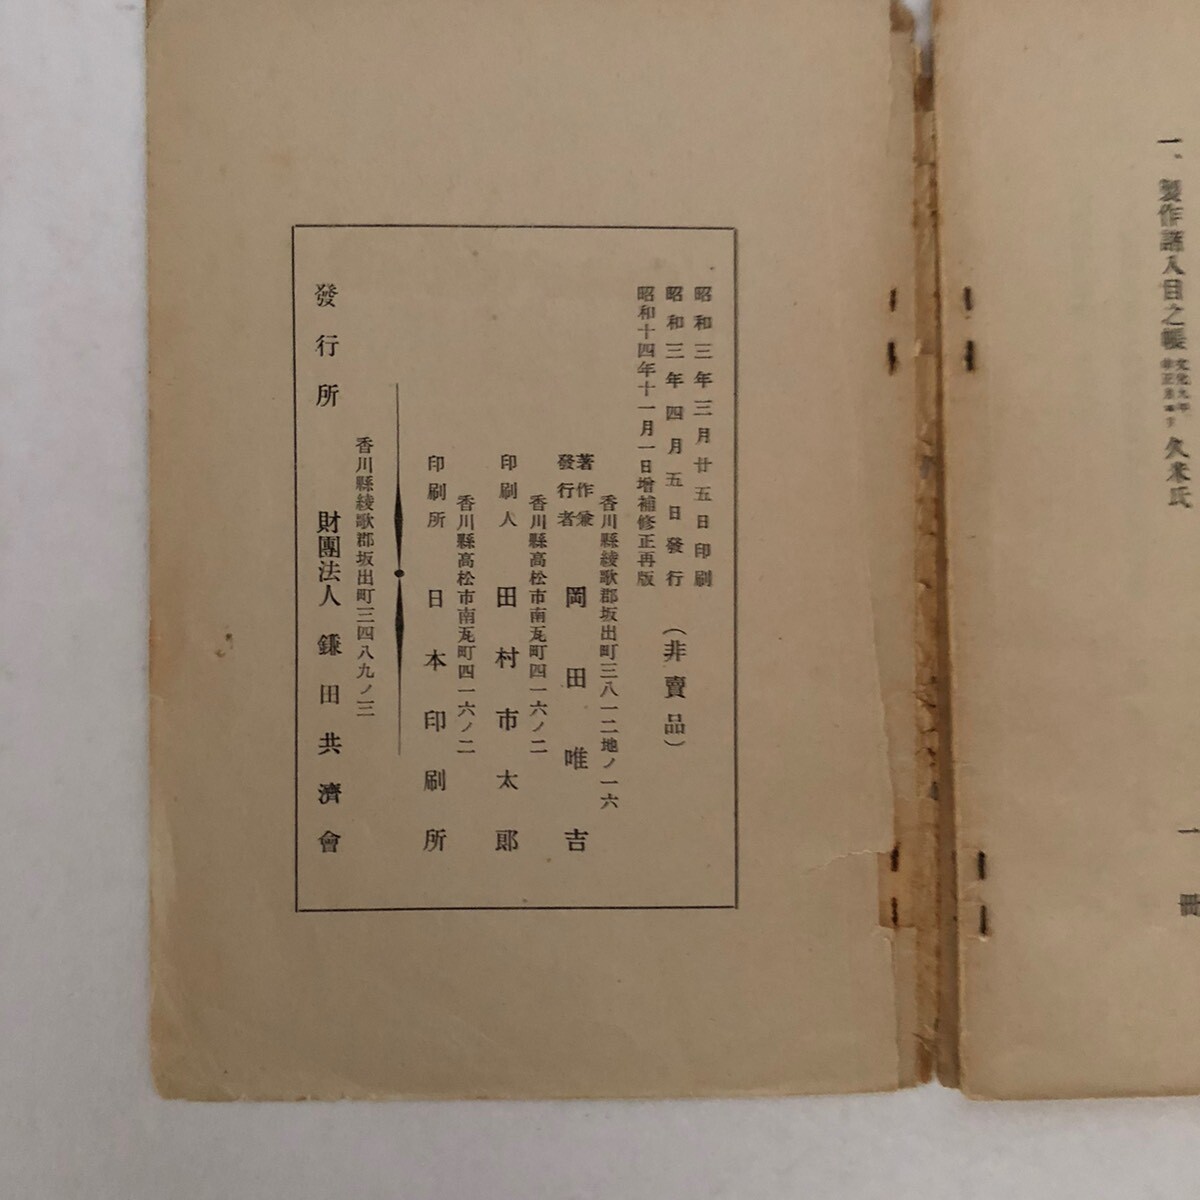 一、製作諸入目之帳 文化九年 久米氏
一冊
昭和三年三月廿五日印刷
昭和三年四月五日發行 (非賣品)
昭和十四年十一月一日增補修正再版
香川縣綾歌郡坂出町三八一二地ノ一六
著作兼
發行者 岡田唯吉
香川縣高松市南瓦町四一六ノ二
印刷人 田村市太郎
香川縣高松市南瓦町四一六ノ二
印刷所 日本印刷所
香川縣綾歌郡坂出町三四八九ノ三
發行所 財團法人鎌田共濟會